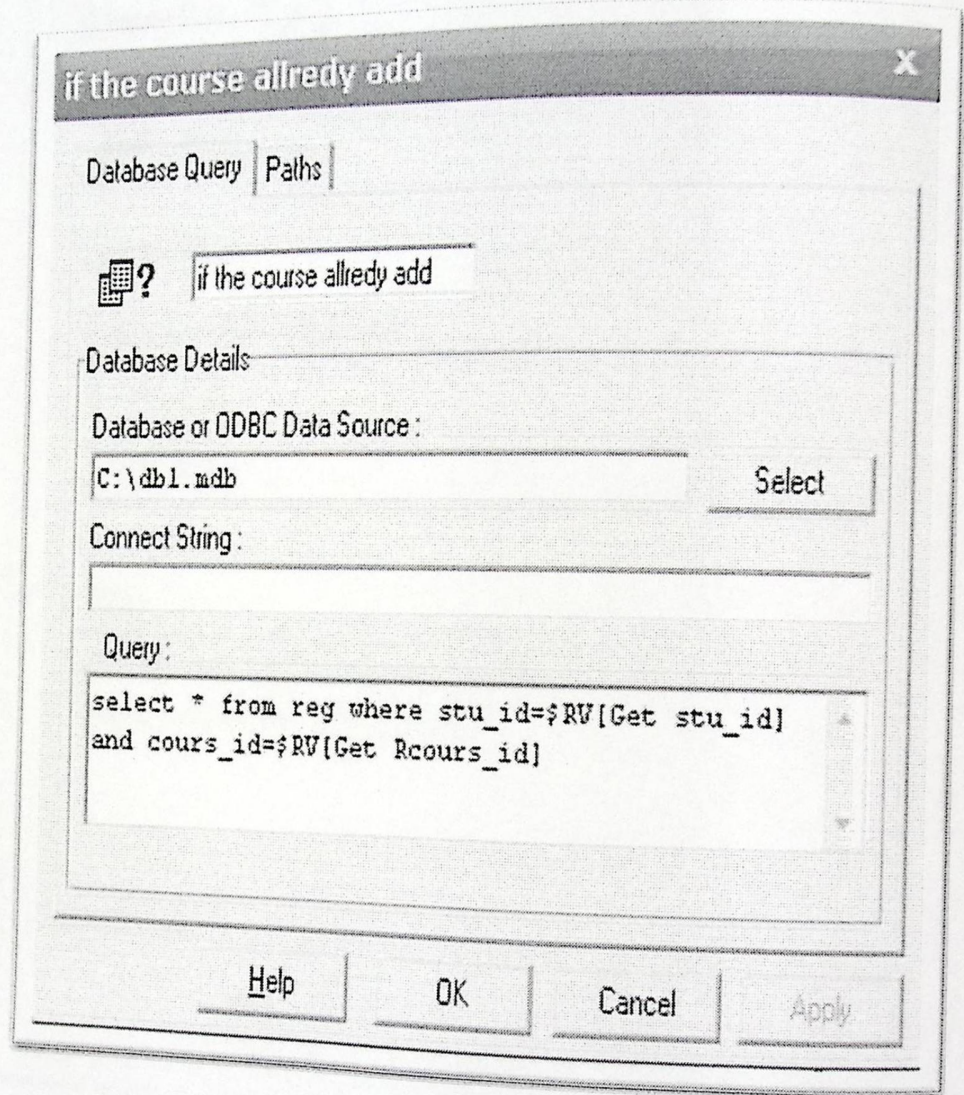 if the course allredy add X
Database Query Paths
if the course allredy add
Database Details
Database or ODBC Data Source :
C:\db1.mdb
Select
Connect String :
Query :
select * from reg where stu_id=$RV[Get stu_id]
and cours_id=$RV[Get Rcours_id]
Help OK Cancel Apply